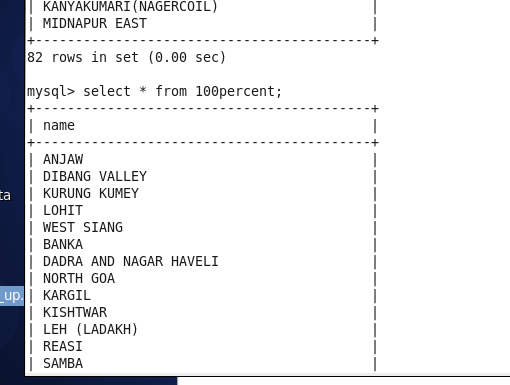 | KANYAKUMARI(NAGERCOIL) |
| MIDNAPUR EAST |
+------------------------------------------+
82 rows in set (0.00 sec)
mysql> select * from 100percent;
+------------------------------------------+
| name |
+------------------------------------------+
| ANJAW |
| DIBANG VALLEY |
| KURUNG KUMEY |
| LOHIT |
ta
| WEST SIANG |
| BANKA |
| DADRA AND NAGAR HAVELI |
| NORTH GOA |
_up. | KARGIL |
| KISHTWAR |
| LEH (LADAKH) |
| REASI |
| SAMBA |